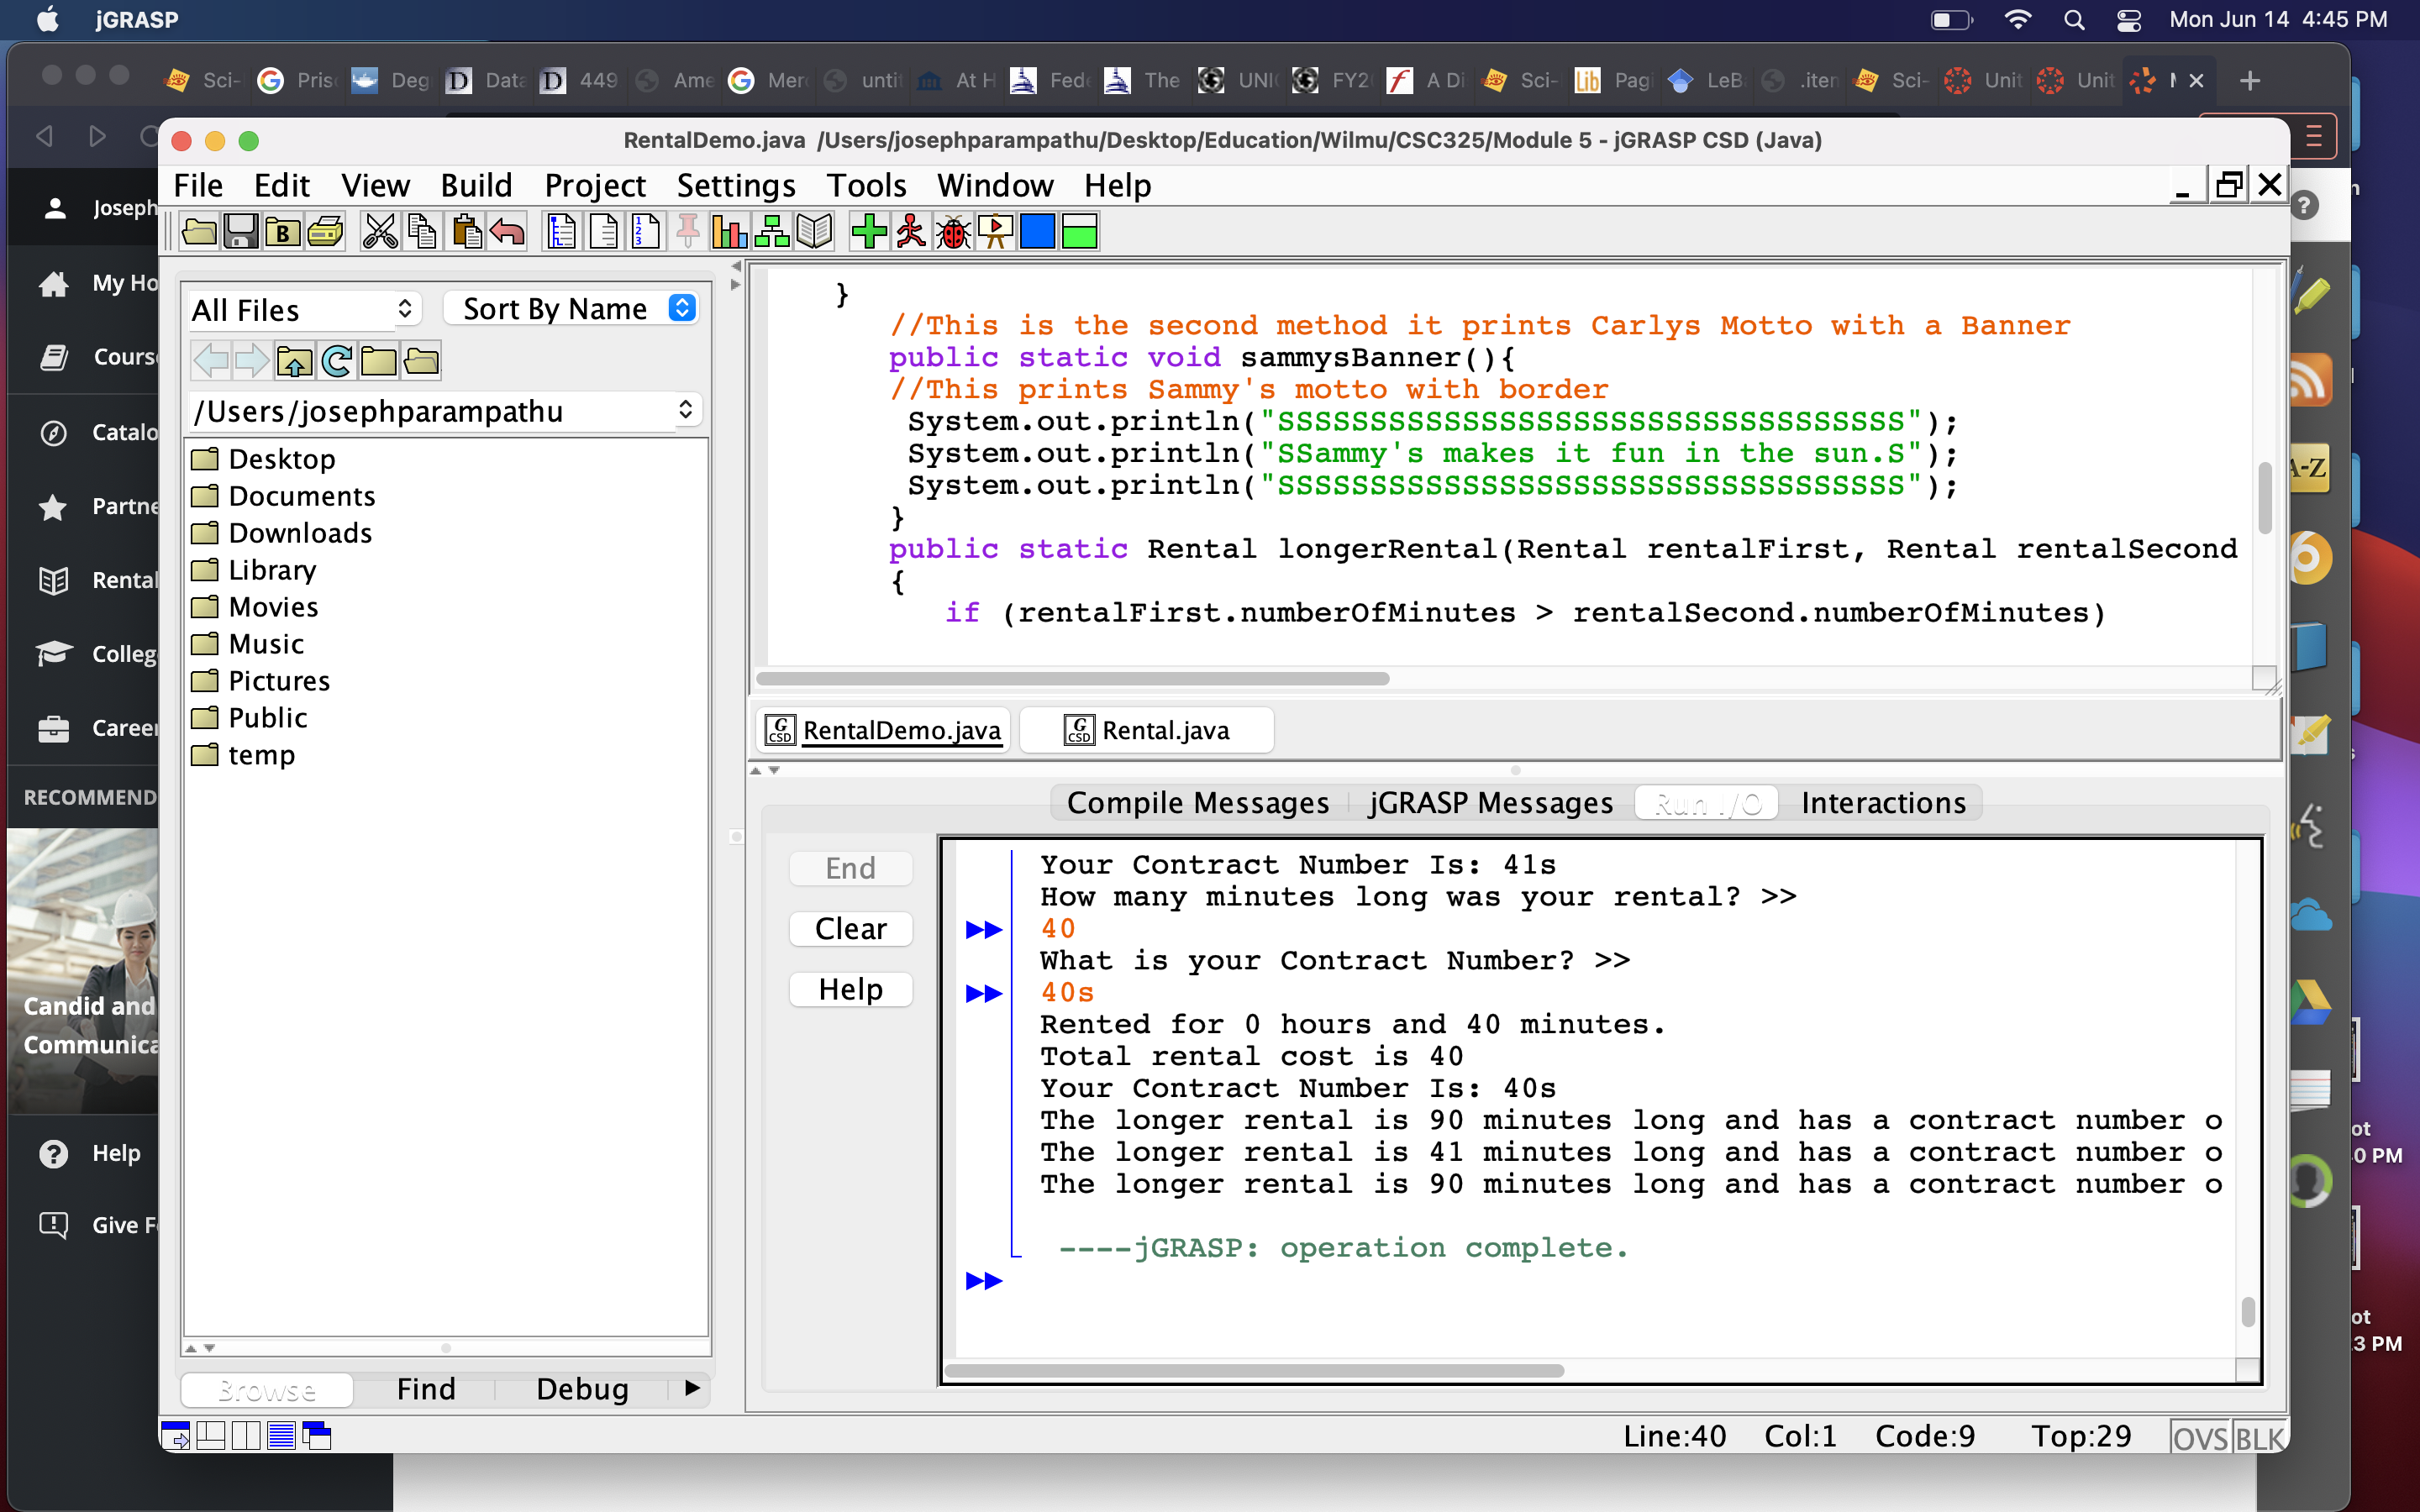 jGRASP
Mon Jun 14 4:45 PM
Sci-
Pris
Deg
Data
449
Ame
Merc
untit
At H
Fede
The
UNI
FY2
A Di
Sci-
Pagi
LeB
.iten
Sci-
Unit
Unit
RentalDemo.java /Users/josephparampathu/Desktop/Education/Wilmu/CSC325/Module 5 - jGRASP CSD (Java)
File Edit View Build Project Settings Tools Window Help
Joseph
My Ho
Cours
Catalo
Partne
Rental
Colleg
Career
RECOMMEND
Candid and
Communica
Help
Give Fe
All Files
Sort By Name
/Users/josephparampathu
Desktop
Documents
Downloads
Library
Movies
Music
Pictures
Public
temp
Browse Find Debug
}
//This is the second method it prints Carlys Motto with a Banner
public static void sammysBanner(){
//This prints Sammy's motto with border
System.out.println("SSSSSSSSSSSSSSSSSSSSSSSSSSSSSSSSSS");
System.out.println("SSammy's makes it fun in the sun.S");
System.out.println("SSSSSSSSSSSSSSSSSSSSSSSSSSSSSSSSSS");
}
public static Rental longerRental(Rental rentalFirst, Rental rentalSecond
{
if (rentalFirst.numberOfMinutes > rentalSecond.numberOfMinutes)
G CSD RentalDemo.java
G CSD Rental.java
Compile Messages jGRASP Messages Run I/O Interactions
End
Clear
Help
Your Contract Number Is: 41s
How many minutes long was your rental? >>
40
What is your Contract Number? >>
40s
Rented for 0 hours and 40 minutes.
Total rental cost is 40
Your Contract Number Is: 40s
The longer rental is 90 minutes long and has a contract number o
The longer rental is 41 minutes long and has a contract number o
The longer rental is 90 minutes long and has a contract number o
----jGRASP: operation complete.
Line:40 Col:1 Code:9 Top:29 OVS BLK
A-Z
ot
0 PM
ot
3 PM